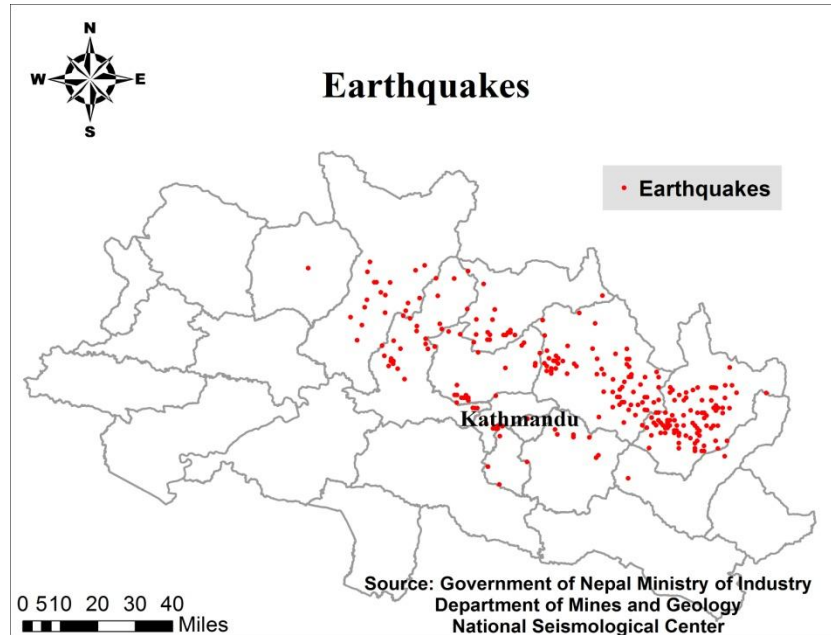 N
W E
S
Earthquakes
Earthquakes
Kathmandu
Source: Government of Nepal Ministry of Industry
Department of Mines and Geology
National Seismological Center
0 510 20 30 40
Miles